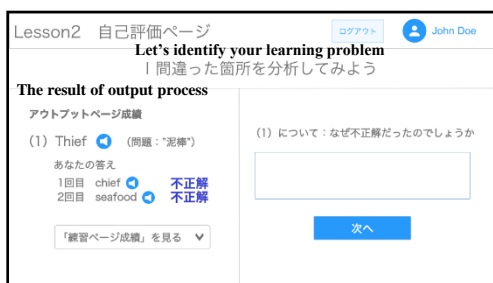 Lesson2 自己評価ページ
ログアウト
John Doe
Let's identify your learning problem
| 間違った箇所を分析してみよう
The result of output process
アウトプットページ成績
(1) Thief (問題："泥棒")
あなたの答え
1回目 chief 不正解
2回目 seafood 不正解
「練習ページ成績」を見る
(1) について：なぜ不正解だったのでしょうか
次へ